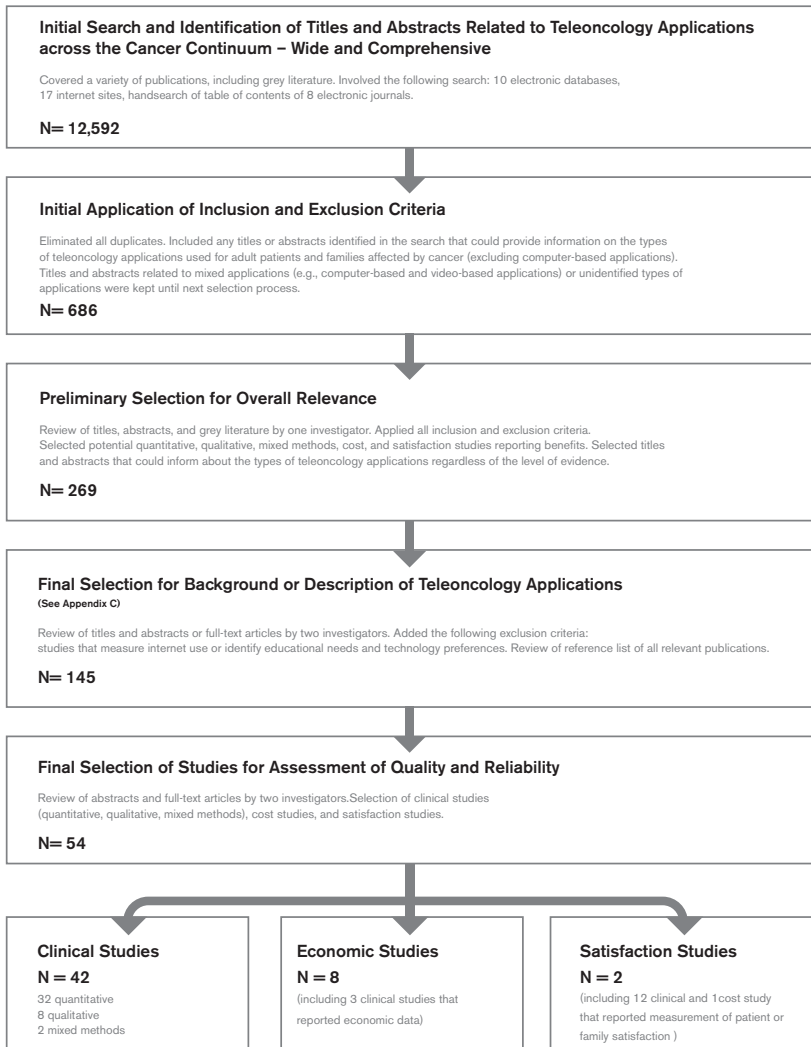 Initial Search and Identification of Titles and Abstracts Related to Teleoncology Applications
across the Cancer Continuum – Wide and Comprehensive
Covered a variety of publications, including grey literature. Involved the following search: 10 electronic databases,
17 internet sites, handsearch of table of contents of 8 electronic journals.
N= 12,592
Initial Application of Inclusion and Exclusion Criteria
Eliminated all duplicates. Included any titles or abstracts identified in the search that could provide information on the types
of teleoncology applications used for adult patients and families affected by cancer (excluding computer-based applications).
Titles and abstracts related to mixed applications (e.g., computer-based and video-based applications) or unidentified types of
applications were kept until next selection process.
N= 686
Preliminary Selection for Overall Relevance
Review of titles, abstracts, and grey literature by one investigator. Applied all inclusion and exclusion criteria.
Selected potential quantitative, qualitative, mixed methods, cost, and satisfaction studies reporting benefits. Selected titles
and abstracts that could inform about the types of teleoncology applications regardless of the level of evidence.
N= 269
Final Selection for Background or Description of Teleoncology Applications
(See Appendix C)
Review of titles and abstracts or full-text articles by two investigators. Added the following exclusion criteria:
studies that measure internet use or identify educational needs and technology preferences. Review of reference list of all relevant publications.
N= 145
Final Selection of Studies for Assessment of Quality and Reliability
Review of abstracts and full-text articles by two investigators.Selection of clinical studies
(quantitative, qualitative, mixed methods), cost studies, and satisfaction studies.
N= 54
Clinical Studies
N = 42
32 quantitative
8 qualitative
2 mixed methods
Economic Studies
N = 8
(including 3 clinical studies that
reported economic data)
Satisfaction Studies
N = 2
(including 12 clinical and 1cost study
that reported measurement of patient or
family satisfaction )